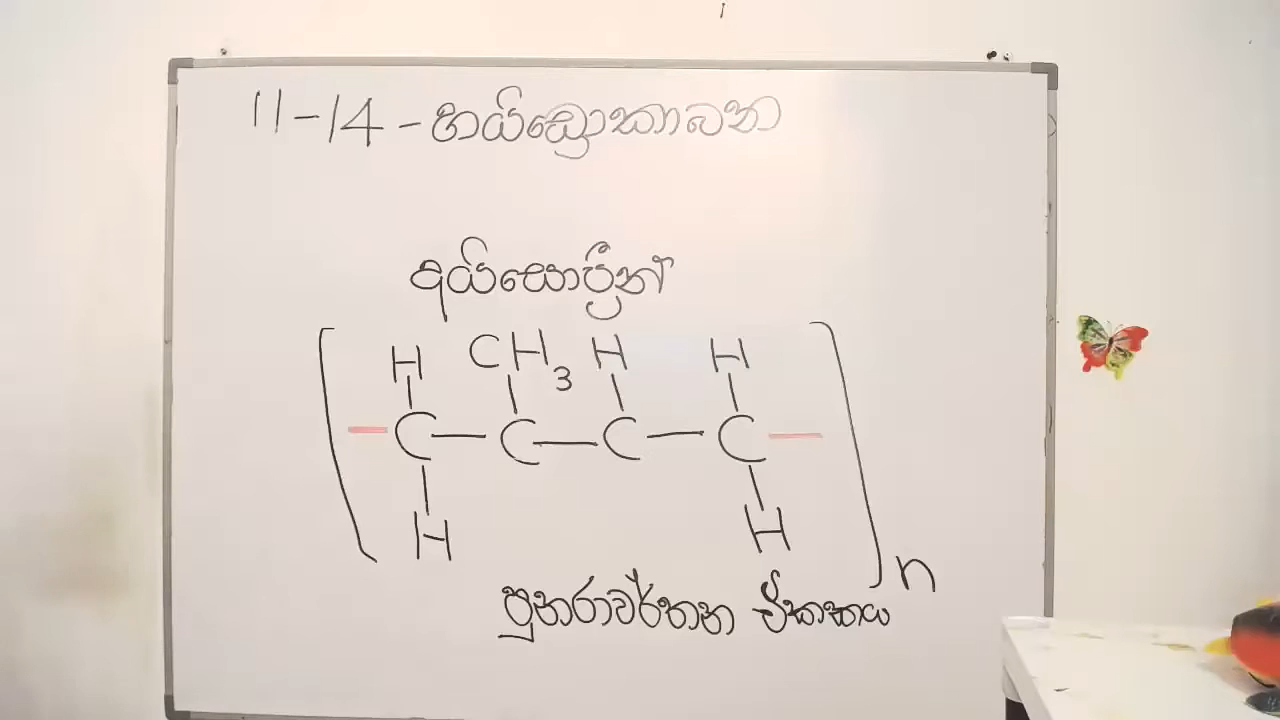 11-14-හයිඩ්‍රොකාබන
අයිසොප්‍රීන්
H CH3 H H
C C C C
H H
n
පුනරාවර්තන ඒකකය